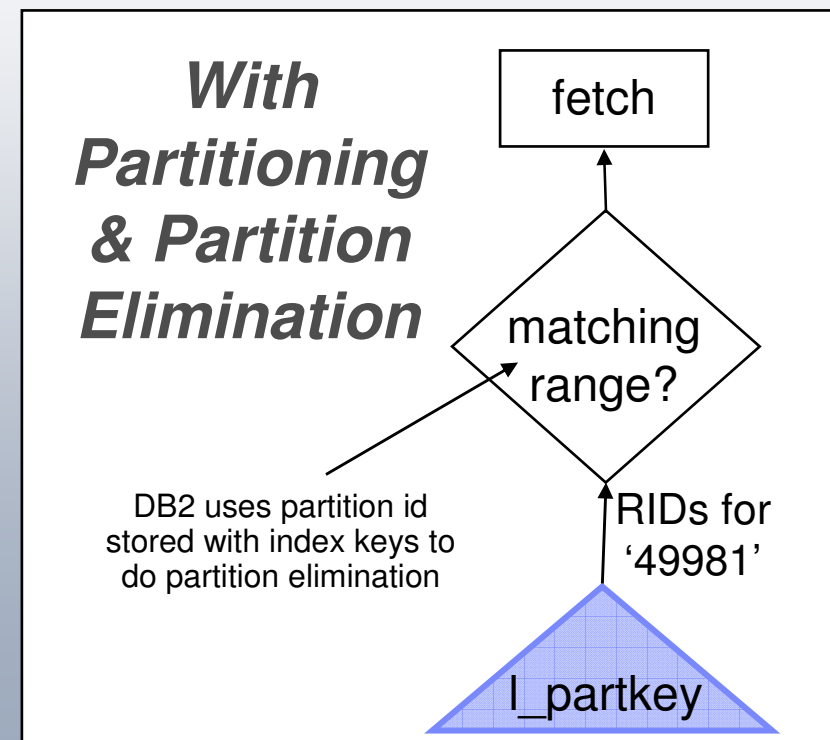 With
Partitioning
& Partition
Elimination
fetch
matching
range?
DB2 uses partition id
stored with index keys to
do partition elimination
RIDs for
‘49981’
l_partkey